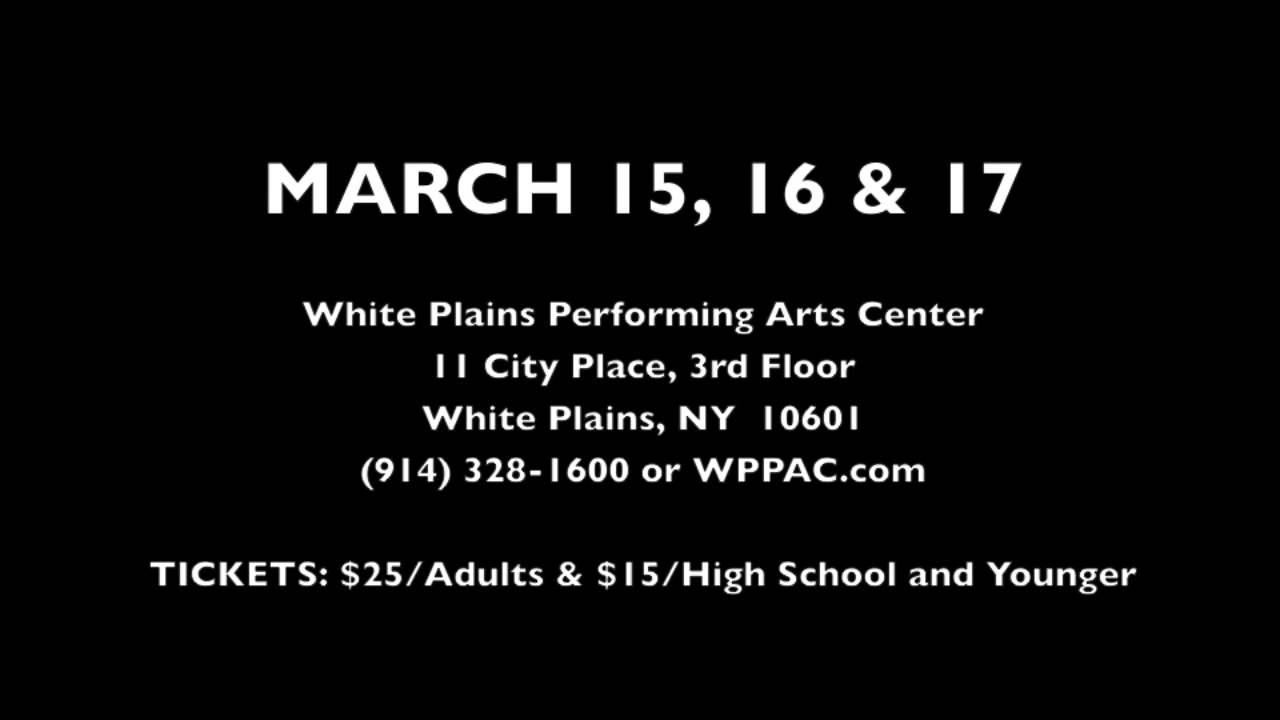 MARCH 15, 16 & 17
White Plains Performing Arts Center
11 City Place, 3rd Floor
White Plains, NY  10601
(914) 328-1600 or WPPAC.com
TICKETS: $25/Adults & $15/High School and Younger